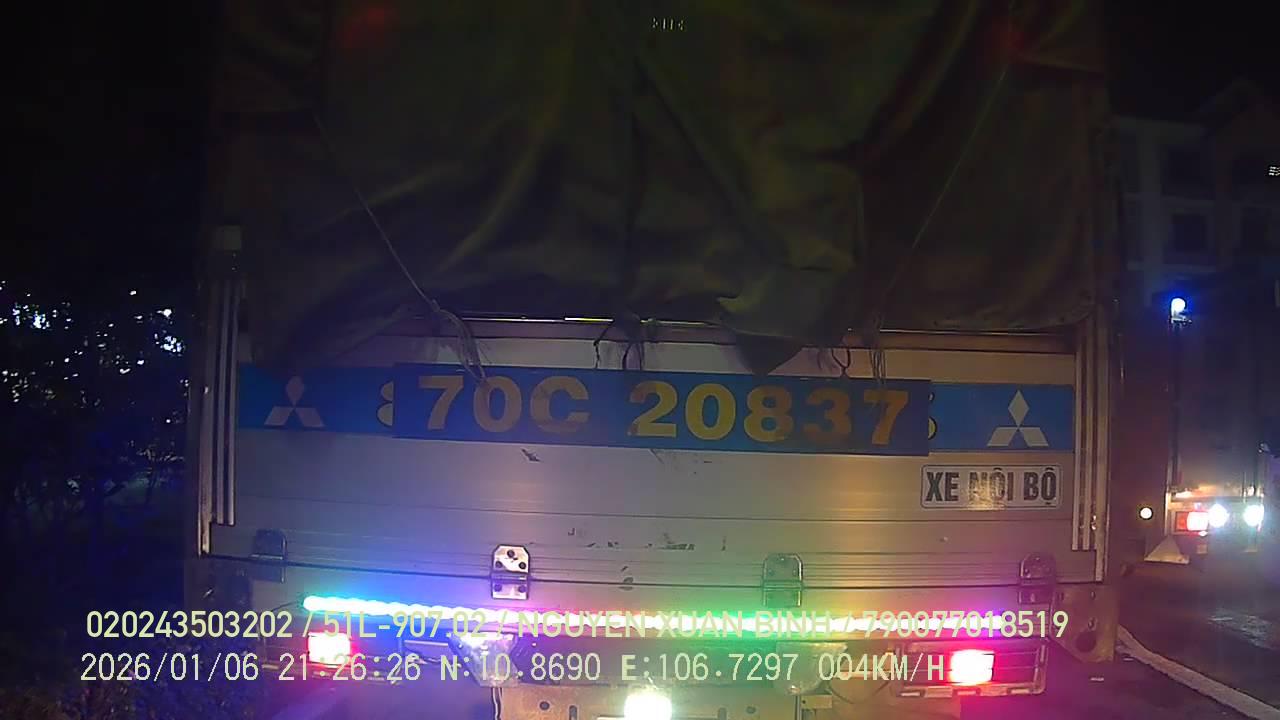 70C 20837
XE NỘI BỘ
020243503202 / 51L-907.02 / NGUYEN XUAN BINH / 790077018519
2026/01/06 21:26:26 N:10.8690 E:106.7297 004KM/H